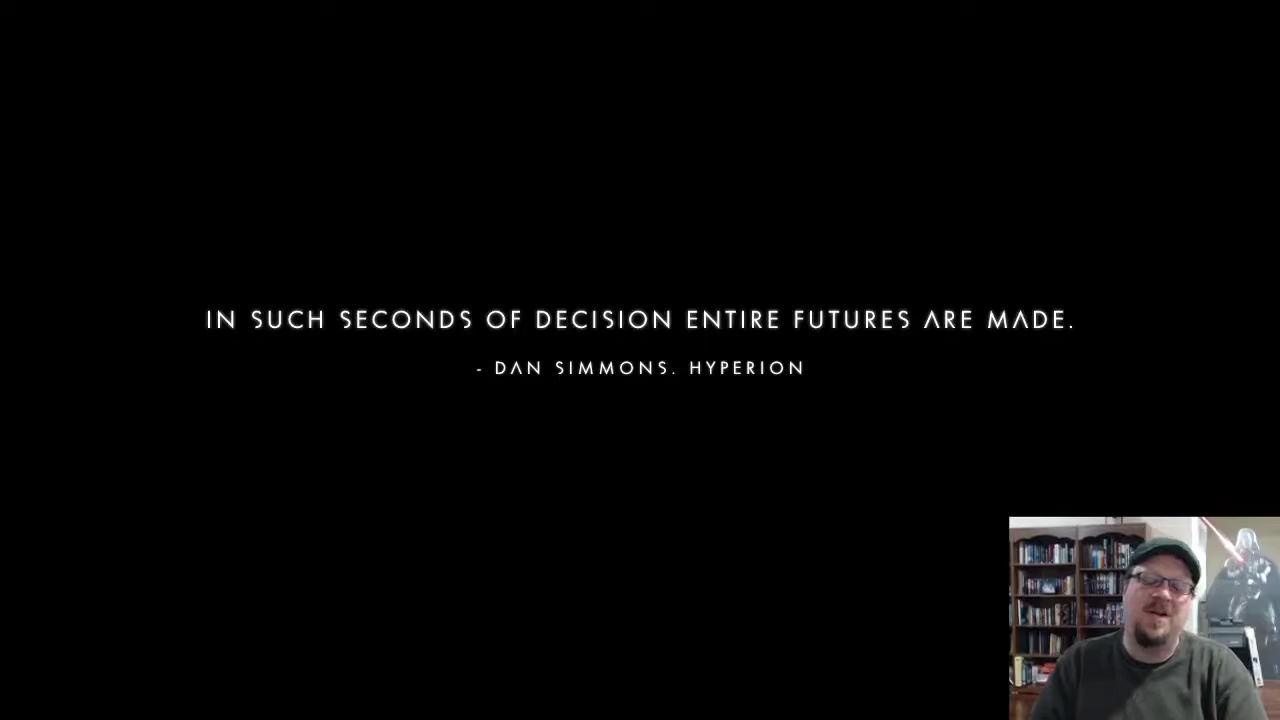 IN SUCH SECONDS OF DECISION ENTIRE FUTURES ARE MADE.
- DAN SIMMONS. HYPERION